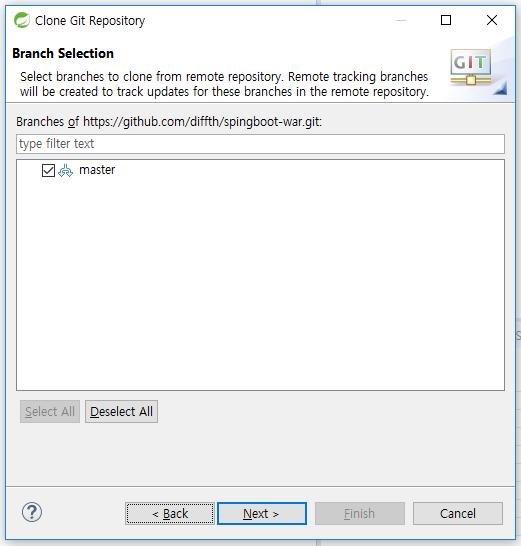 Clone Git Repository
Branch Selection
GIT
Select branches to clone from remote repository. Remote tracking branches
will be created to track updates for these branches in the remote repository.
Branches of https://github.com/diffth/spingboot-war.git:
type filter text
master
Select All
Deselect All
?
< Back
Next >
Finish
Cancel